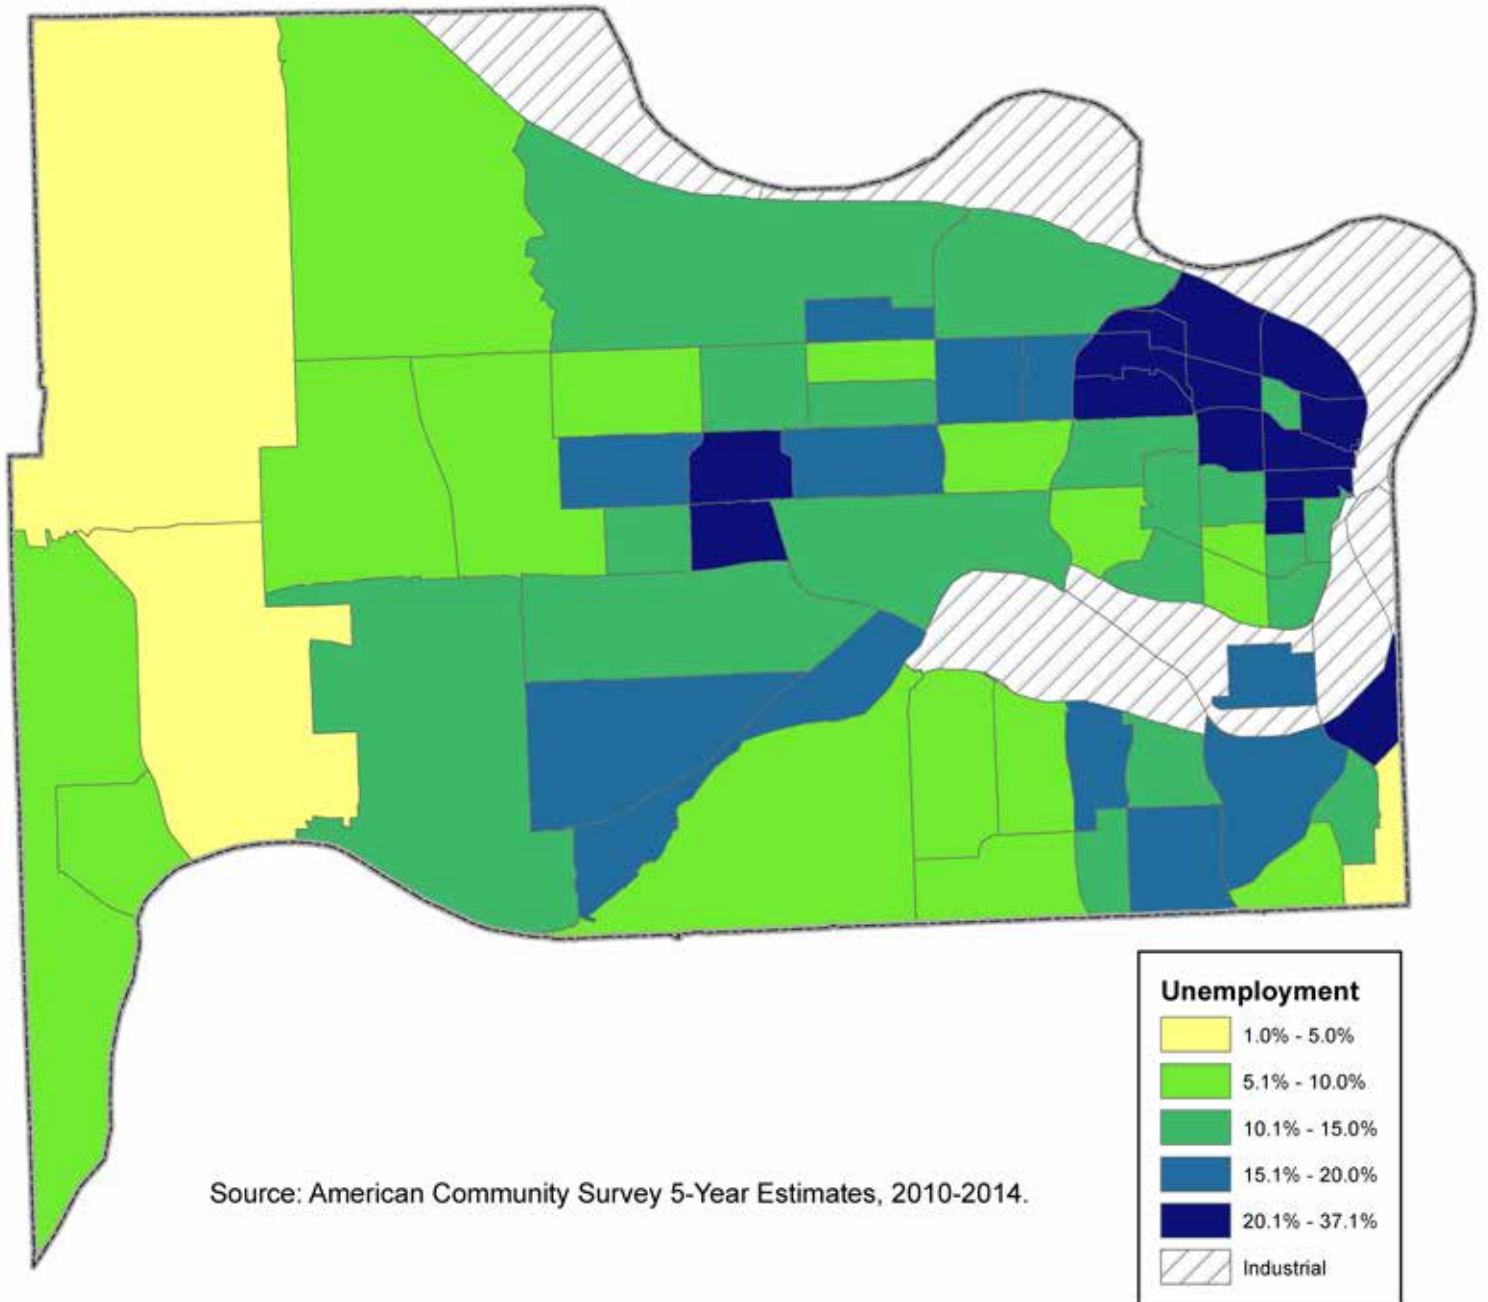 Unemployment
1.0% - 5.0%
5.1% - 10.0%
10.1% - 15.0%
15.1% - 20.0%
20.1% - 37.1%
Industrial
Source: American Community Survey 5-Year Estimates, 2010-2014.